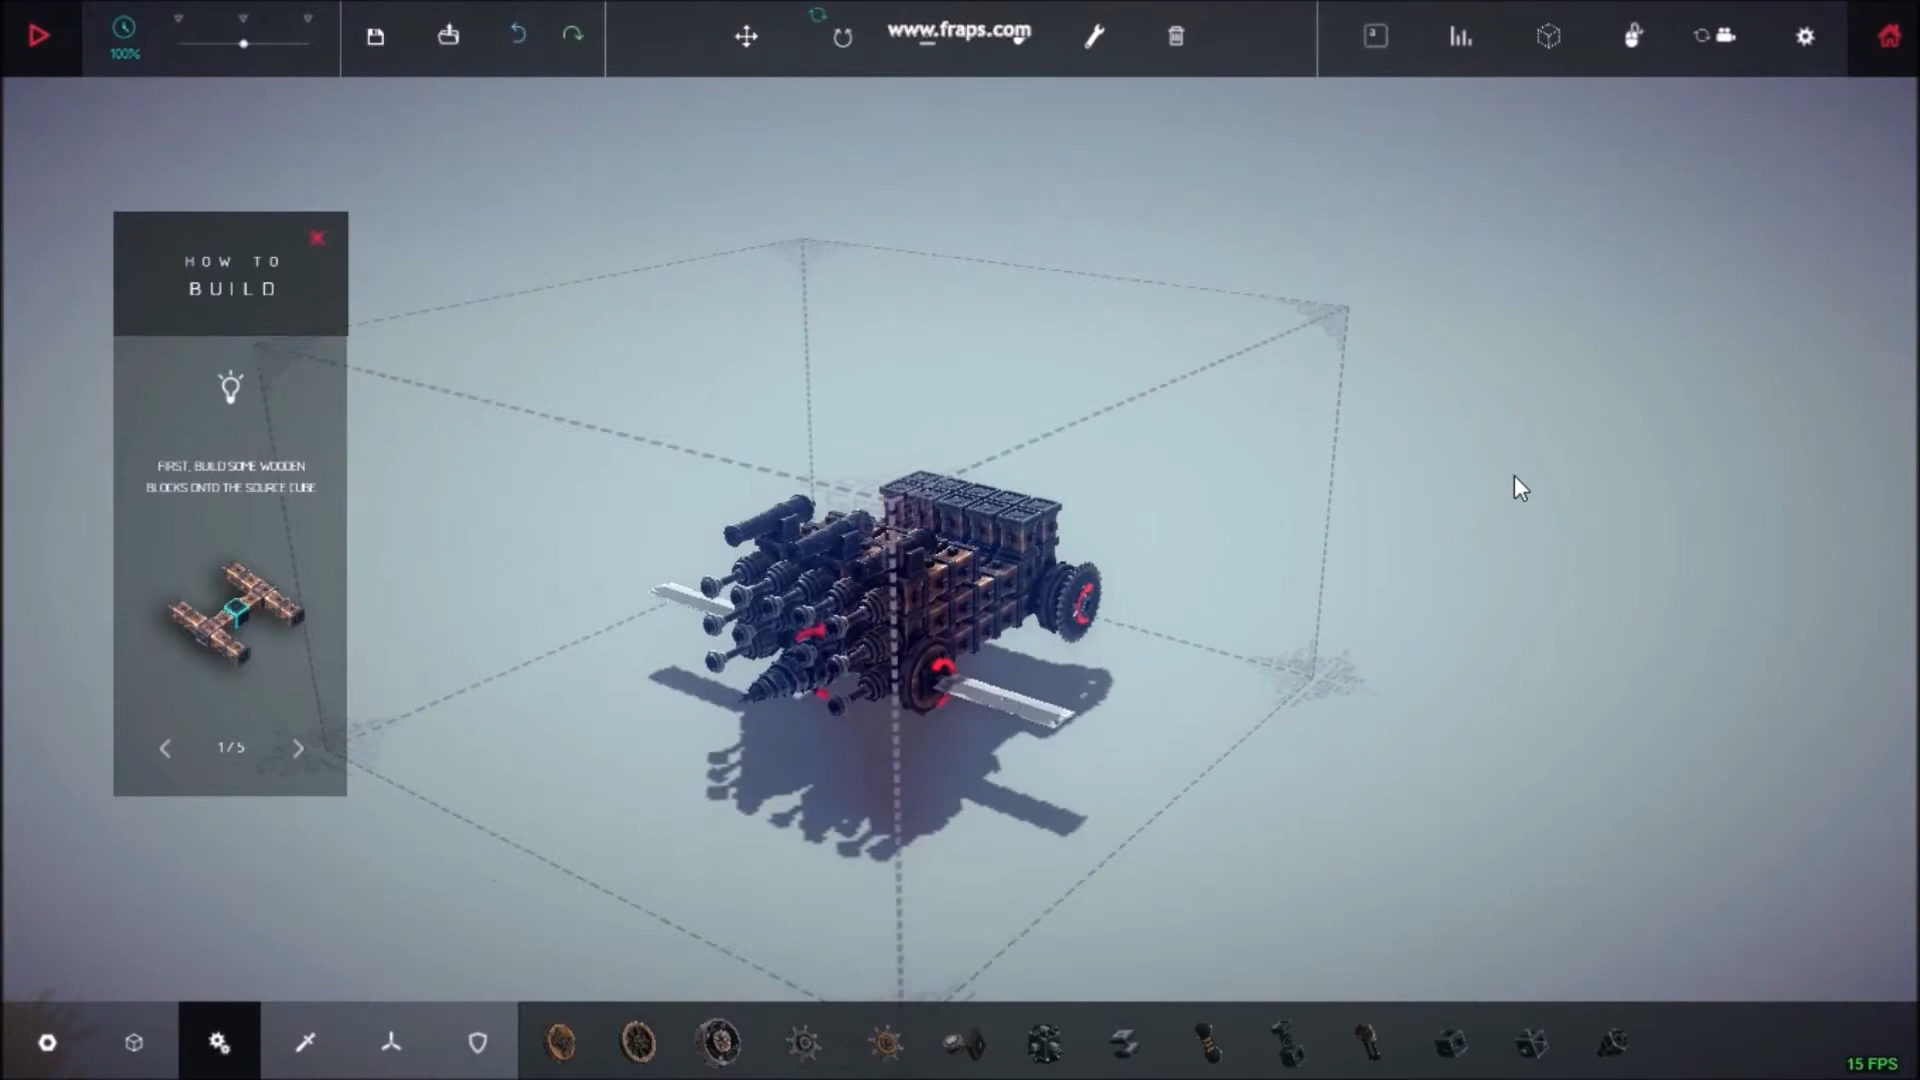 www.fraps.com
100%
HOW TO
BUILD
FIRST, BUILD SOME WOODEN
BLOCKS ONTO THE SOURCE CUBE
1/5
15 FPS